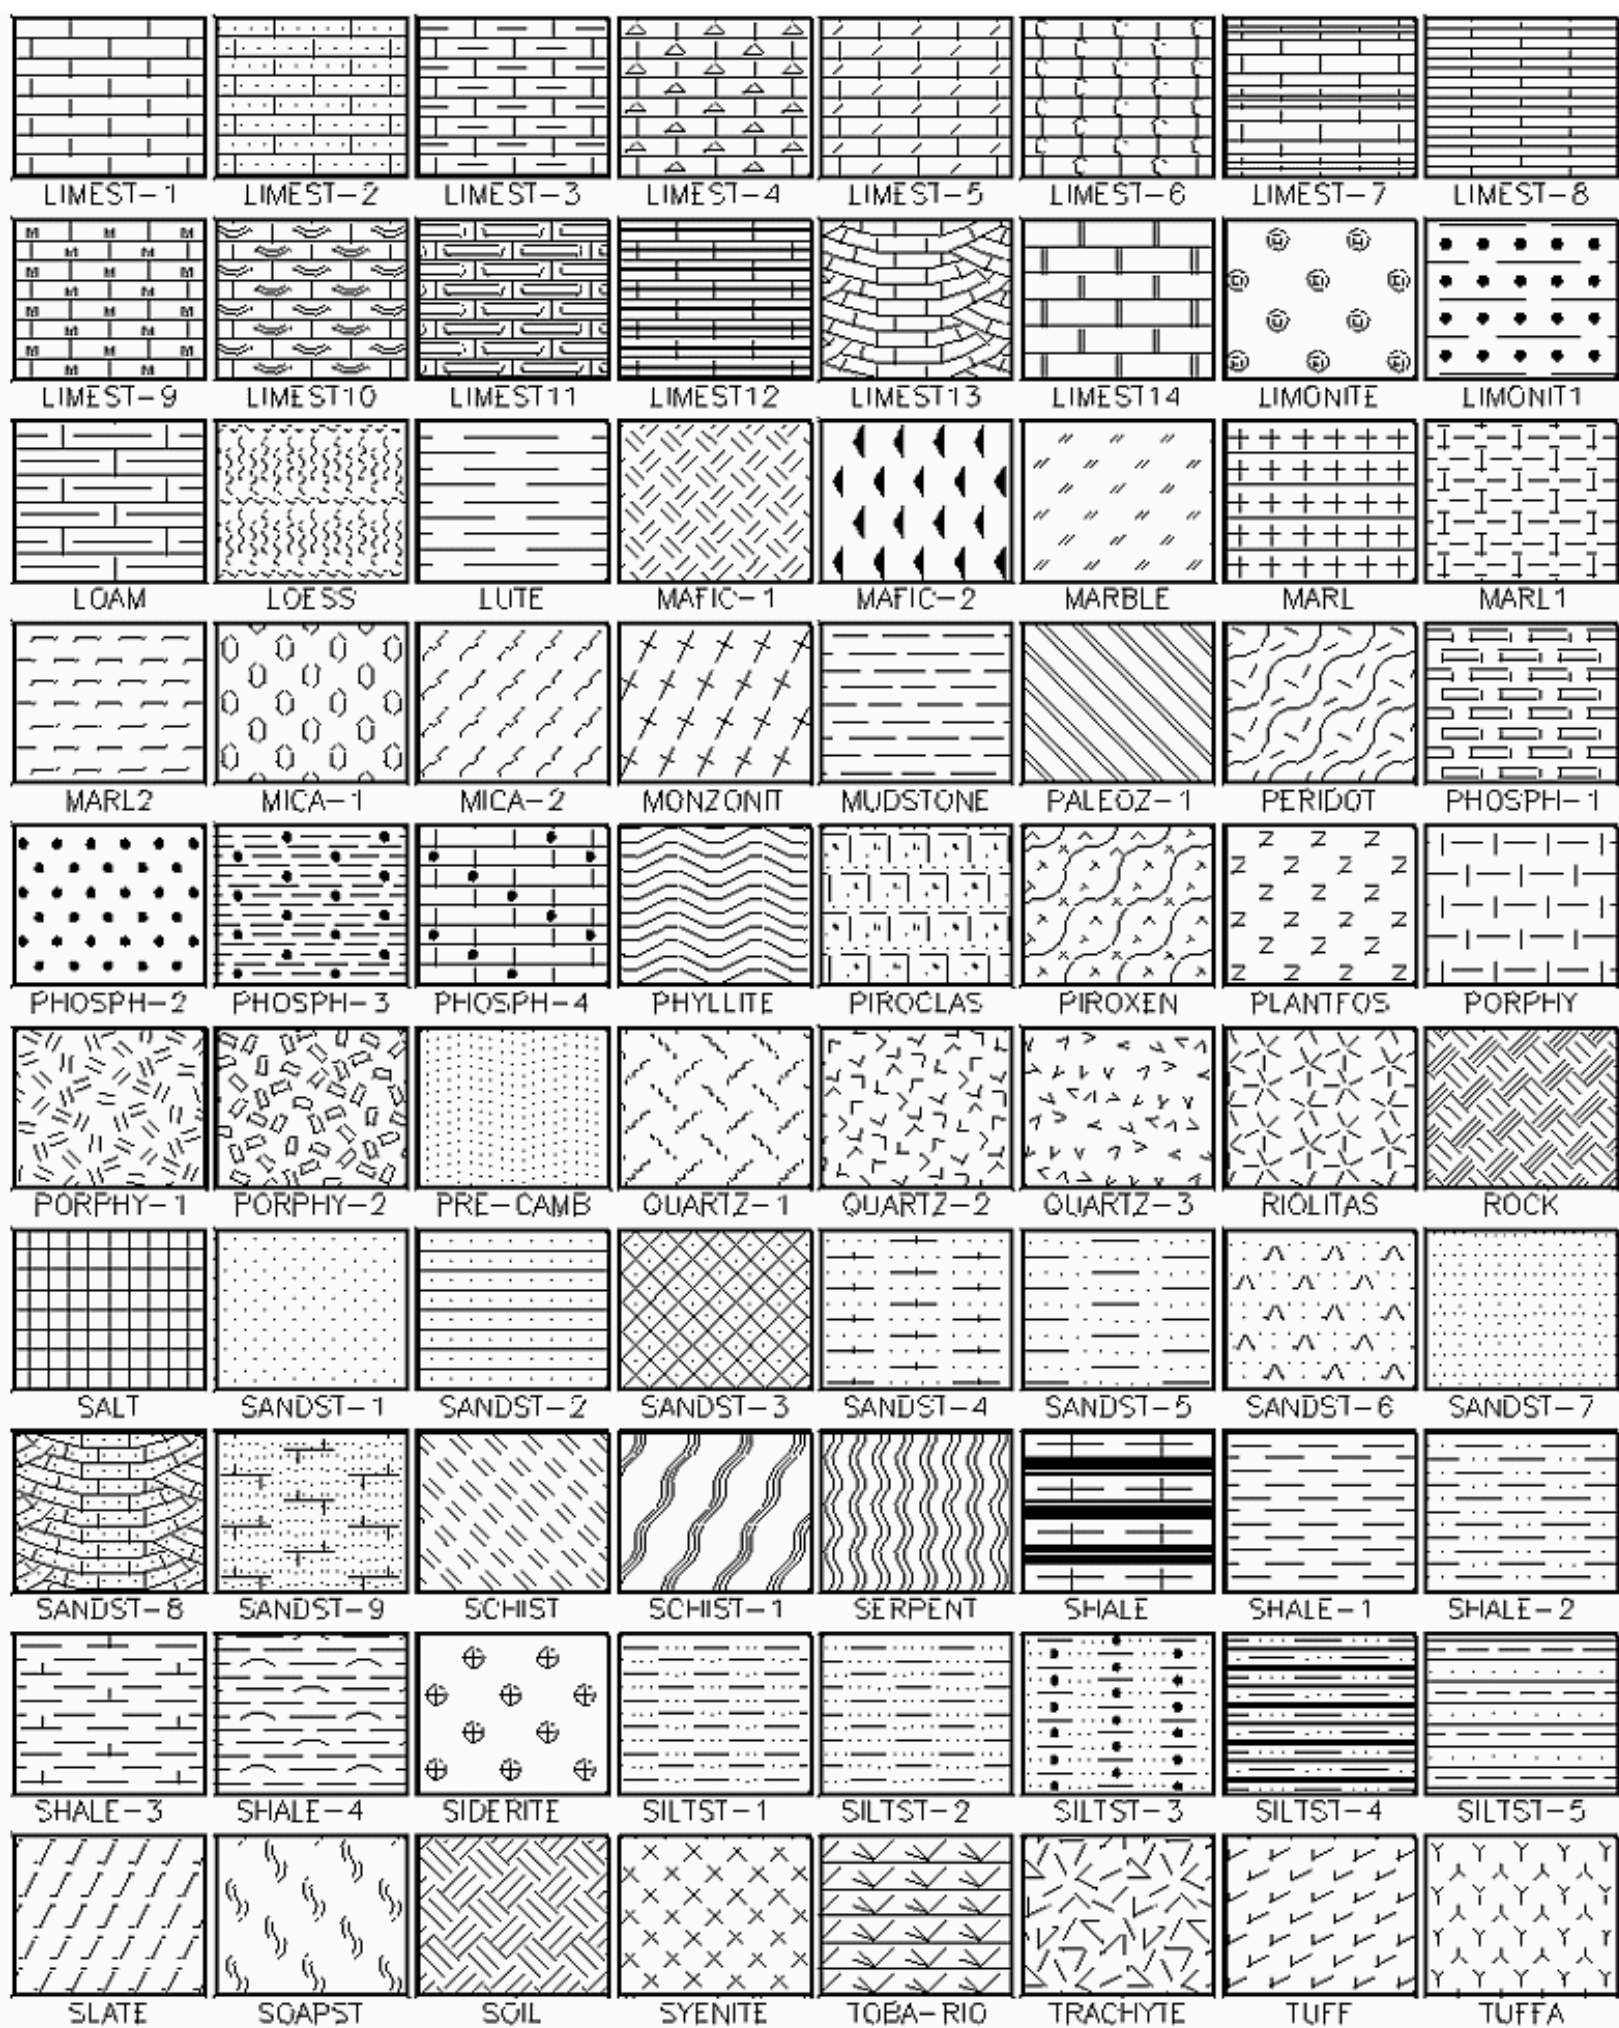 LIMEST-1 LIMEST-2 LIMEST-3 LIMEST-4 LIMEST-5 LIMEST-6 LIMEST-7 LIMEST-8
LIMEST-9 LIMEST10 LIMEST11 LIMEST12 LIMEST13 LIMEST14 LIMONITE LIMONIT1
LOAM LOESS LUTE MAFIC-1 MAFIC-2 MARBLE MARL MARL1
MARL2 MICA-1 MICA-2 MONZONIT MUDSTONE PALEOZ-1 PERIDOT PHOSPH-1
PHOSPH-2 PHOSPH-3 PHOSPH-4 PHYLLITE PIROCLAS PIROXEN PLANTFOS PORPHY
PORPHY-1 PORPHY-2 PRE-CAMB QUARTZ-1 QUARTZ-2 QUARTZ-3 RIOLITAS ROCK
SALT SANDST-1 SANDST-2 SANDST-3 SANDST-4 SANDST-5 SANDST-6 SANDST-7
SANDST-8 SANDST-9 SCHIST SCHIST-1 SERPENT SHALE SHALE-1 SHALE-2
SHALE-3 SHALE-4 SIDERITE SILTST-1 SILTST-2 SILTST-3 SILTST-4 SILTST-5
SLATE SOAPST SOIL SYENITE TOBA-RIO TRACHYTE TUFF TUFFA